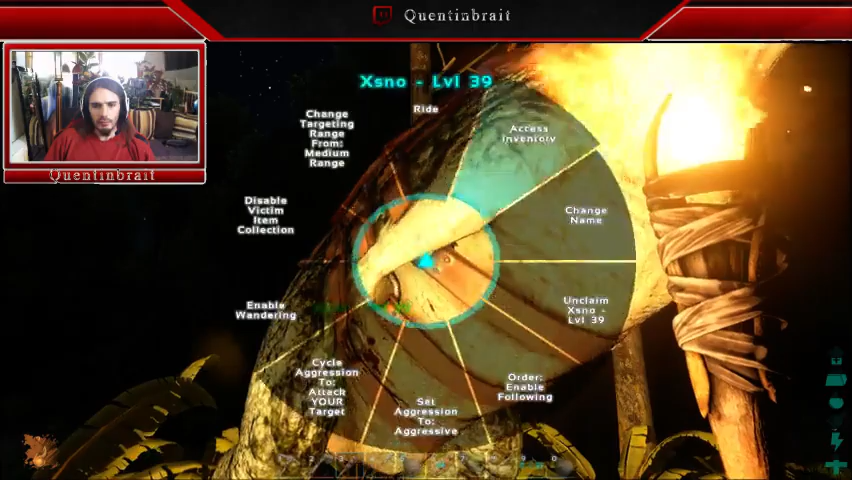 Quentinbrait
Quentinbrait
Xsno - Lvl 39
Ride
Access
Inventory
Change
Name
Unclaim
Xsno -
Lvl 39
Order:
Enable
Following
Set
Aggression
To:
Aggressive
Cycle
Aggression
To:
Attack
YOUR
Target
Enable
Wandering
Disable
Victim
Item
Collection
Change
Targeting
Range
From:
Medium
Range